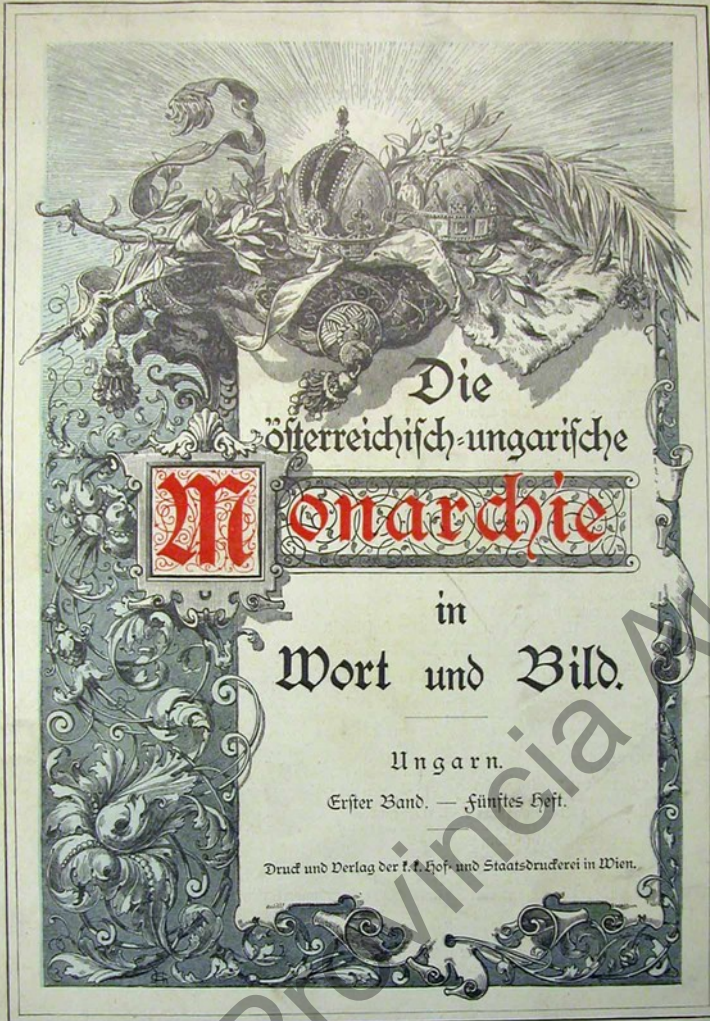 Die
österreichisch-ungarische
Monarchie
in
Wort und Bild.
Ungarn.
Erster Band. — Fünftes Heft.
Druck und Verlag der k. k. Hof- und Staatsdruckerei in Wien.
Provincia